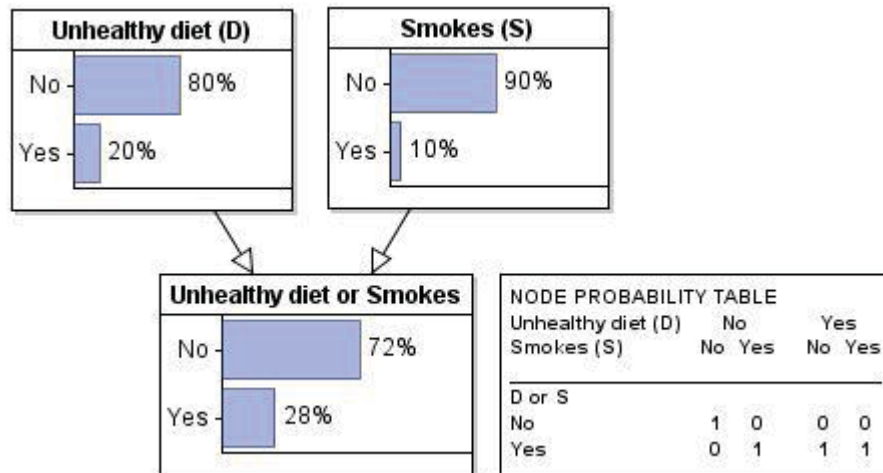 Unhealthy diet (D)
No 80%
Yes 20%
Smokes (S)
No 90%
Yes 10%
Unhealthy diet or Smokes
No 72%
Yes 28%
NODE PROBABILITY TABLE
Unhealthy diet (D) No Yes
Smokes (S) No Yes No Yes
D or S
No 1 0 0 0
Yes 0 1 1 1